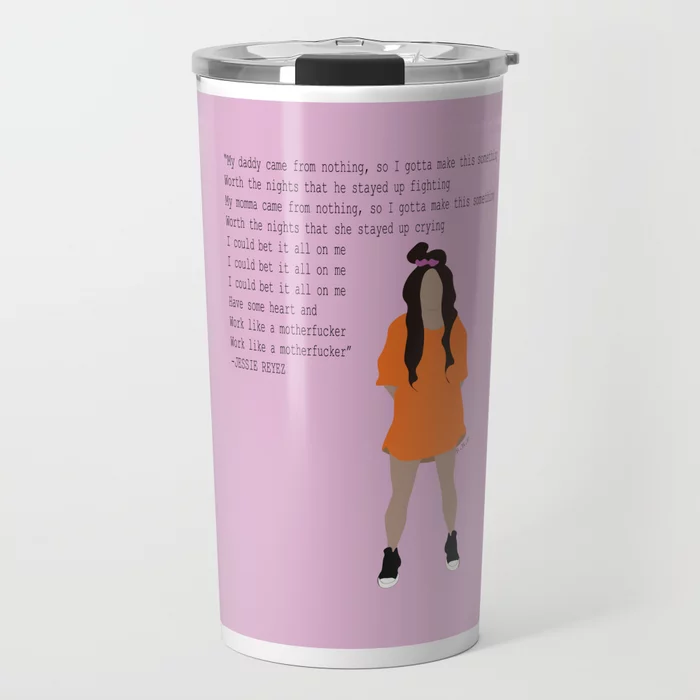 "My daddy came from nothing, so I gotta make this something
Worth the nights that he stayed up fighting
My momma came from nothing, so I gotta make this something
Worth the nights that she stayed up crying
I could bet it all on me
I could bet it all on me
I could bet it all on me
Have some heart and
Work like a motherfucker
Work like a motherfucker"
~JESSIE REYEZ